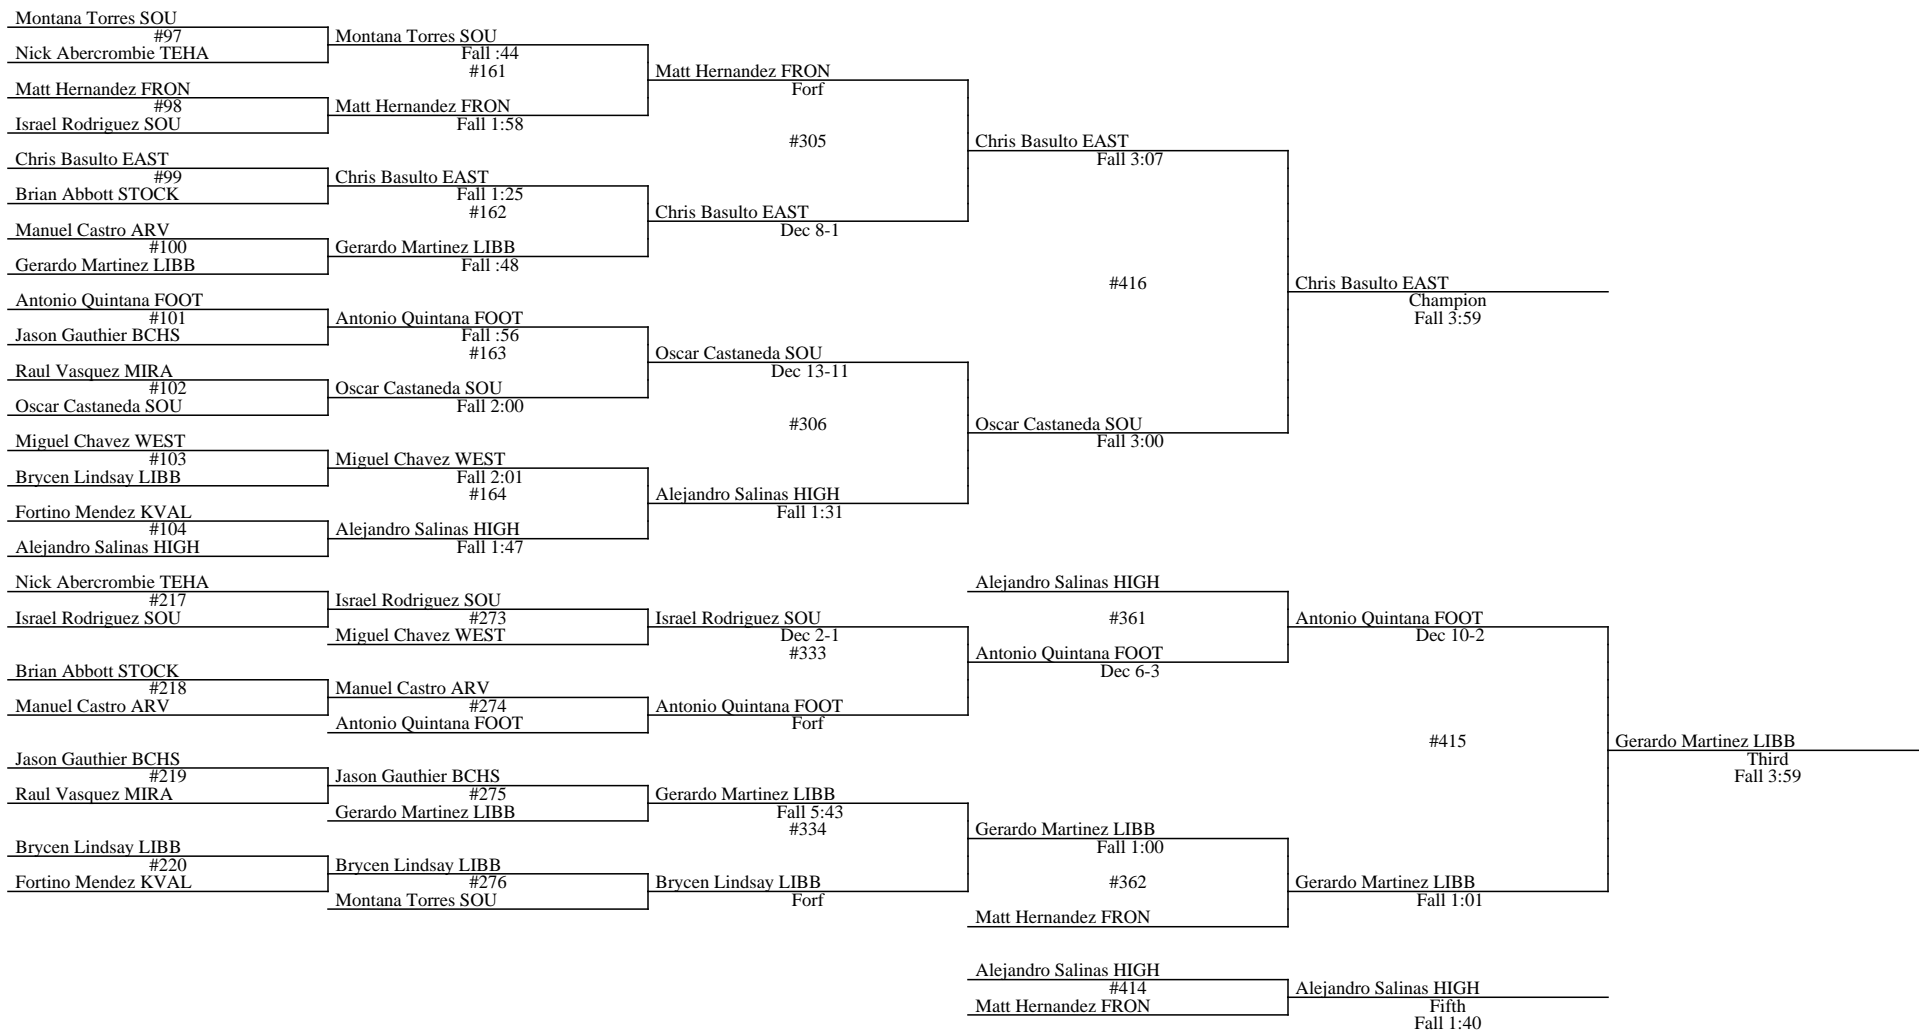 Montana Torres SOU
#97
Nick Abercrombie TEHA
Matt Hernandez FRON
#98
Israel Rodriguez SOU
Chris Basulto EAST
#99
Brian Abbott STOCK
Manuel Castro ARV
#100
Gerardo Martinez LIBB
Antonio Quintana FOOT
#101
Jason Gauthier BCHS
Raul Vasquez MIRA
#102
Oscar Castaneda SOU
Miguel Chavez WEST
#103
Brycen Lindsay LIBB
Fortino Mendez KVAL
#104
Alejandro Salinas HIGH
Montana Torres SOU
Fall :44
#161
Matt Hernandez FRON
Fall 1:58
Chris Basulto EAST
Fall 1:25
#162
Gerardo Martinez LIBB
Fall :48
Antonio Quintana FOOT
Fall :56
#163
Oscar Castaneda SOU
Fall 2:00
Miguel Chavez WEST
Fall 2:01
#164
Alejandro Salinas HIGH
Fall 1:47
Matt Hernandez FRON
Forf
#305
Chris Basulto EAST
Dec 8-1
Oscar Castaneda SOU
Dec 13-11
#306
Alejandro Salinas HIGH
Fall 1:31
Chris Basulto EAST
Fall 3:07
#416
Oscar Castaneda SOU
Fall 3:00
Chris Basulto EAST
Champion
Fall 3:59
Nick Abercrombie TEHA
#217
Israel Rodriguez SOU
Brian Abbott STOCK
#218
Manuel Castro ARV
Jason Gauthier BCHS
#219
Raul Vasquez MIRA
Brycen Lindsay LIBB
#220
Fortino Mendez KVAL
Israel Rodriguez SOU
#273
Miguel Chavez WEST
Manuel Castro ARV
#274
Antonio Quintana FOOT
Jason Gauthier BCHS
#275
Gerardo Martinez LIBB
Brycen Lindsay LIBB
#276
Montana Torres SOU
Israel Rodriguez SOU
Dec 2-1
#333
Antonio Quintana FOOT
Forf
Gerardo Martinez LIBB
Fall 5:43
#334
Brycen Lindsay LIBB
Forf
Alejandro Salinas HIGH
#361
Antonio Quintana FOOT
Dec 6-3
Gerardo Martinez LIBB
Fall 1:00
#362
Matt Hernandez FRON
Antonio Quintana FOOT
Dec 10-2
#415
Gerardo Martinez LIBB
Fall 1:01
Gerardo Martinez LIBB
Third
Fall 3:59
Alejandro Salinas HIGH
#414
Matt Hernandez FRON
Alejandro Salinas HIGH
Fifth
Fall 1:40